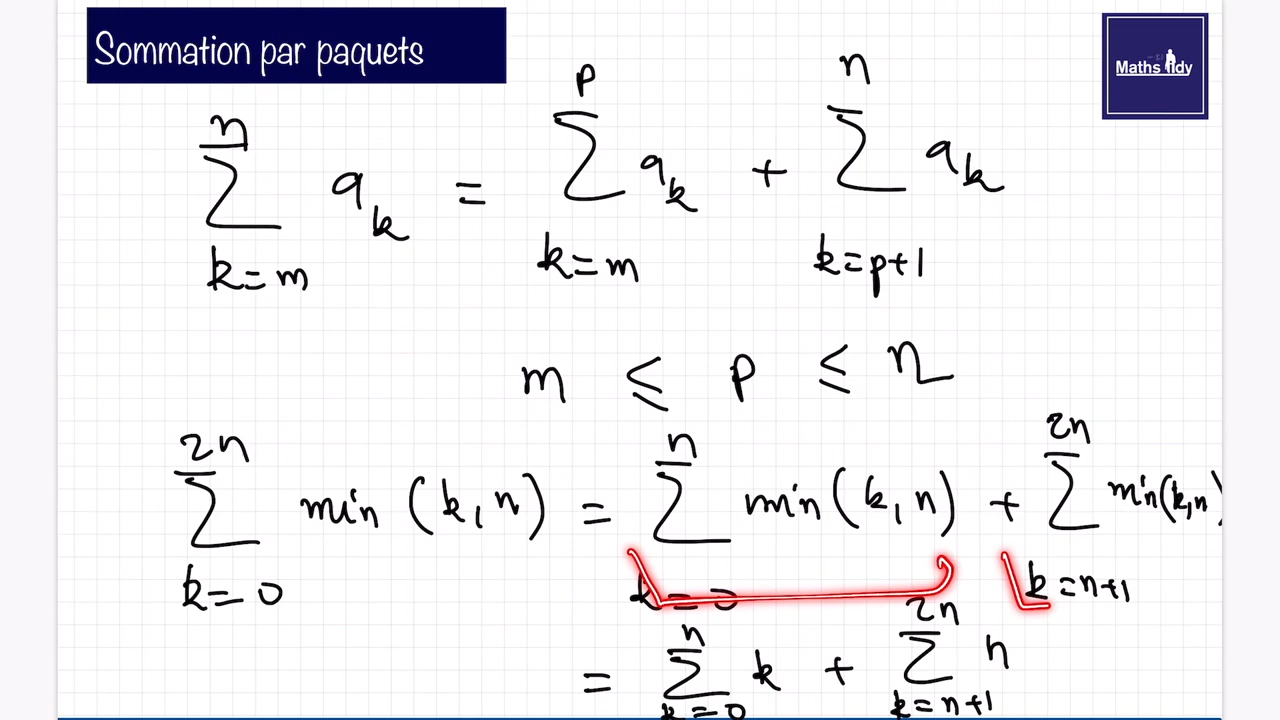 Sommation par paquets
Maths ndy
n p n
∑ a_k = ∑ a_k + ∑ a_k
k=m k=m k=p+1
m ≤ p ≤ n
2n n 2n
∑ min (k,n) = ∑ min(k,n) + ∑ min(k,n)
k=0 k=0 k=n+1
n 2n
= ∑ k + ∑ n
k=0 k=n+1